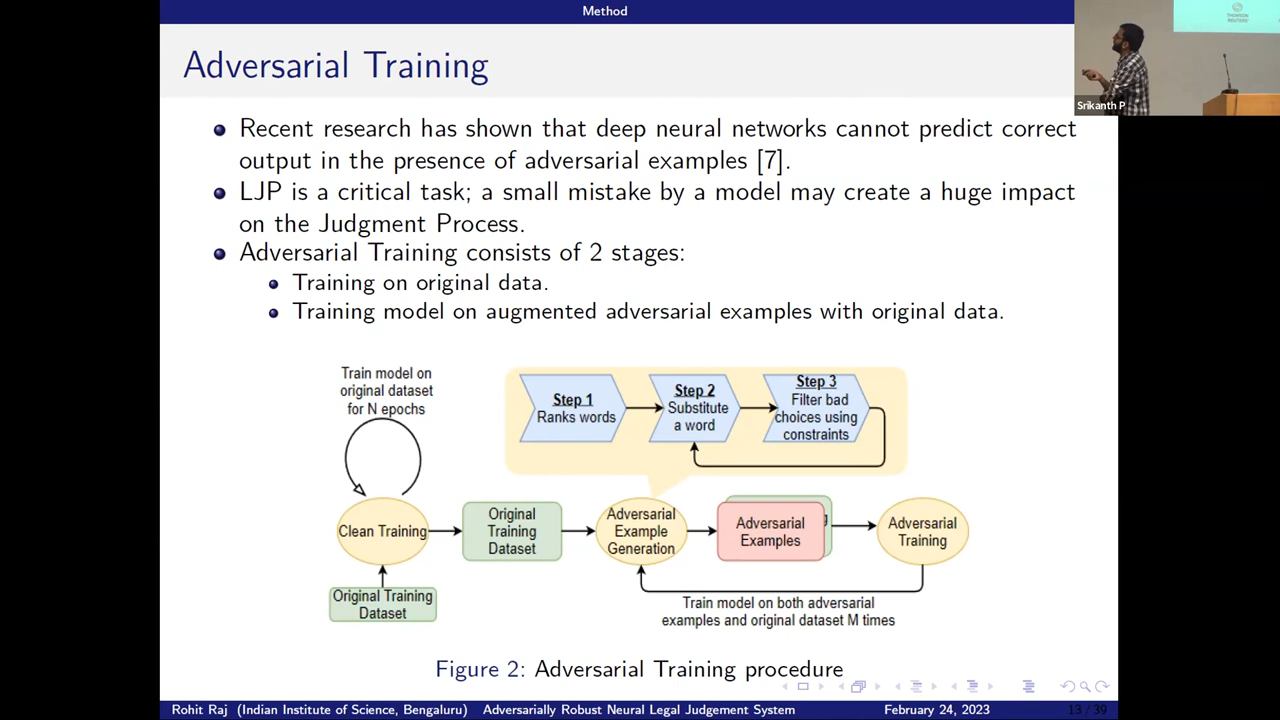 Method
Adversarial Training
THOMSON
REUTERS
Srikanth P
Recent research has shown that deep neural networks cannot predict correct
output in the presence of adversarial examples [7].
LJP is a critical task; a small mistake by a model may create a huge impact
on the Judgment Process.
Adversarial Training consists of 2 stages:
Training on original data.
Training model on augmented adversarial examples with original data.
Train model on
original dataset
for N epochs
Step 1
Ranks words
Step 2
Substitute
a word
Step 3
Filter bad
choices using
constraints
Clean Training
Original
Training
Dataset
Adversarial
Example
Generation
Adversarial
Examples
g
Adversarial
Training
Original Training
Dataset
Train model on both adversarial
examples and original dataset M times
Figure 2: Adversarial Training procedure
Rohit Raj (Indian Institute of Science, Bengaluru) Adversarially Robust Neural Legal Judgement System February 24, 2023 13 / 39